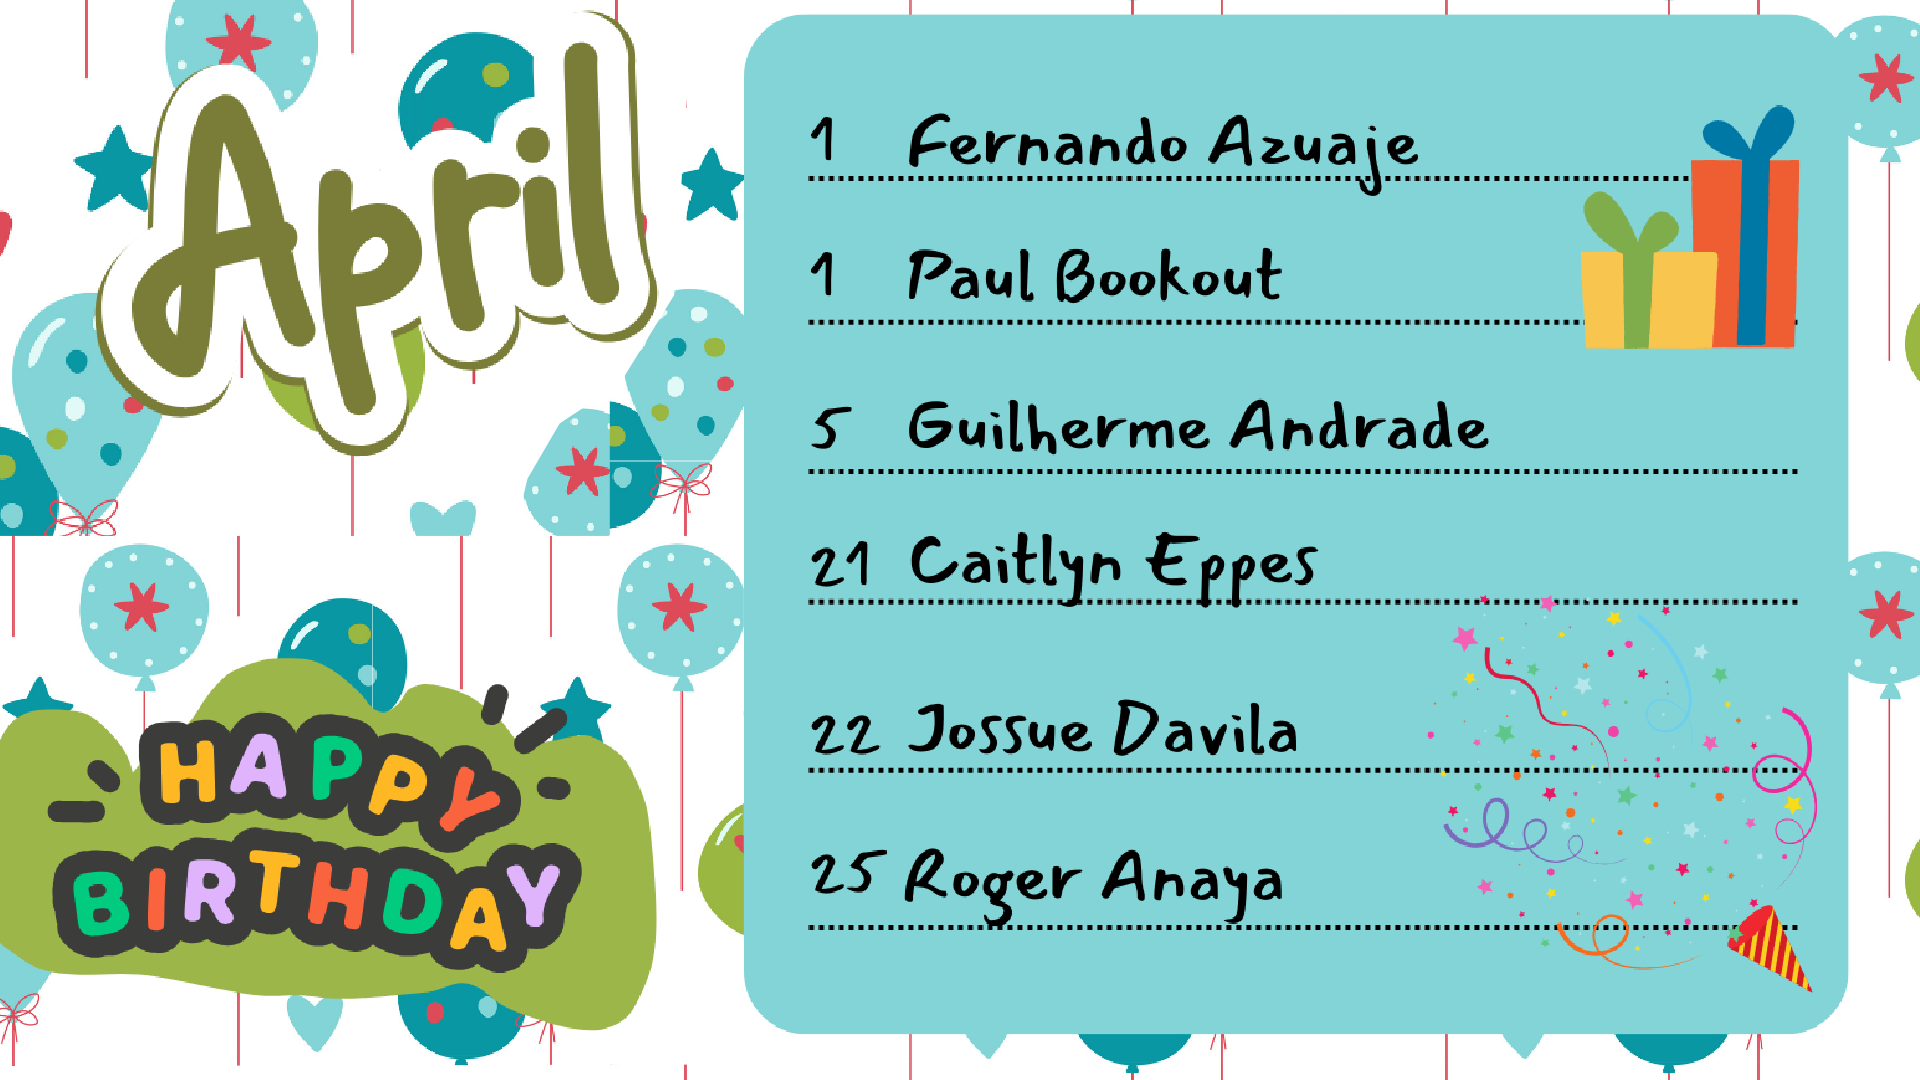 April
HAPPY
BIRTHDAY
1 Fernando Azuaje
1 Paul Bookout
5 Guilherme Andrade
21 Caitlyn Eppes
22 Jossue Davila
25 Roger Anaya